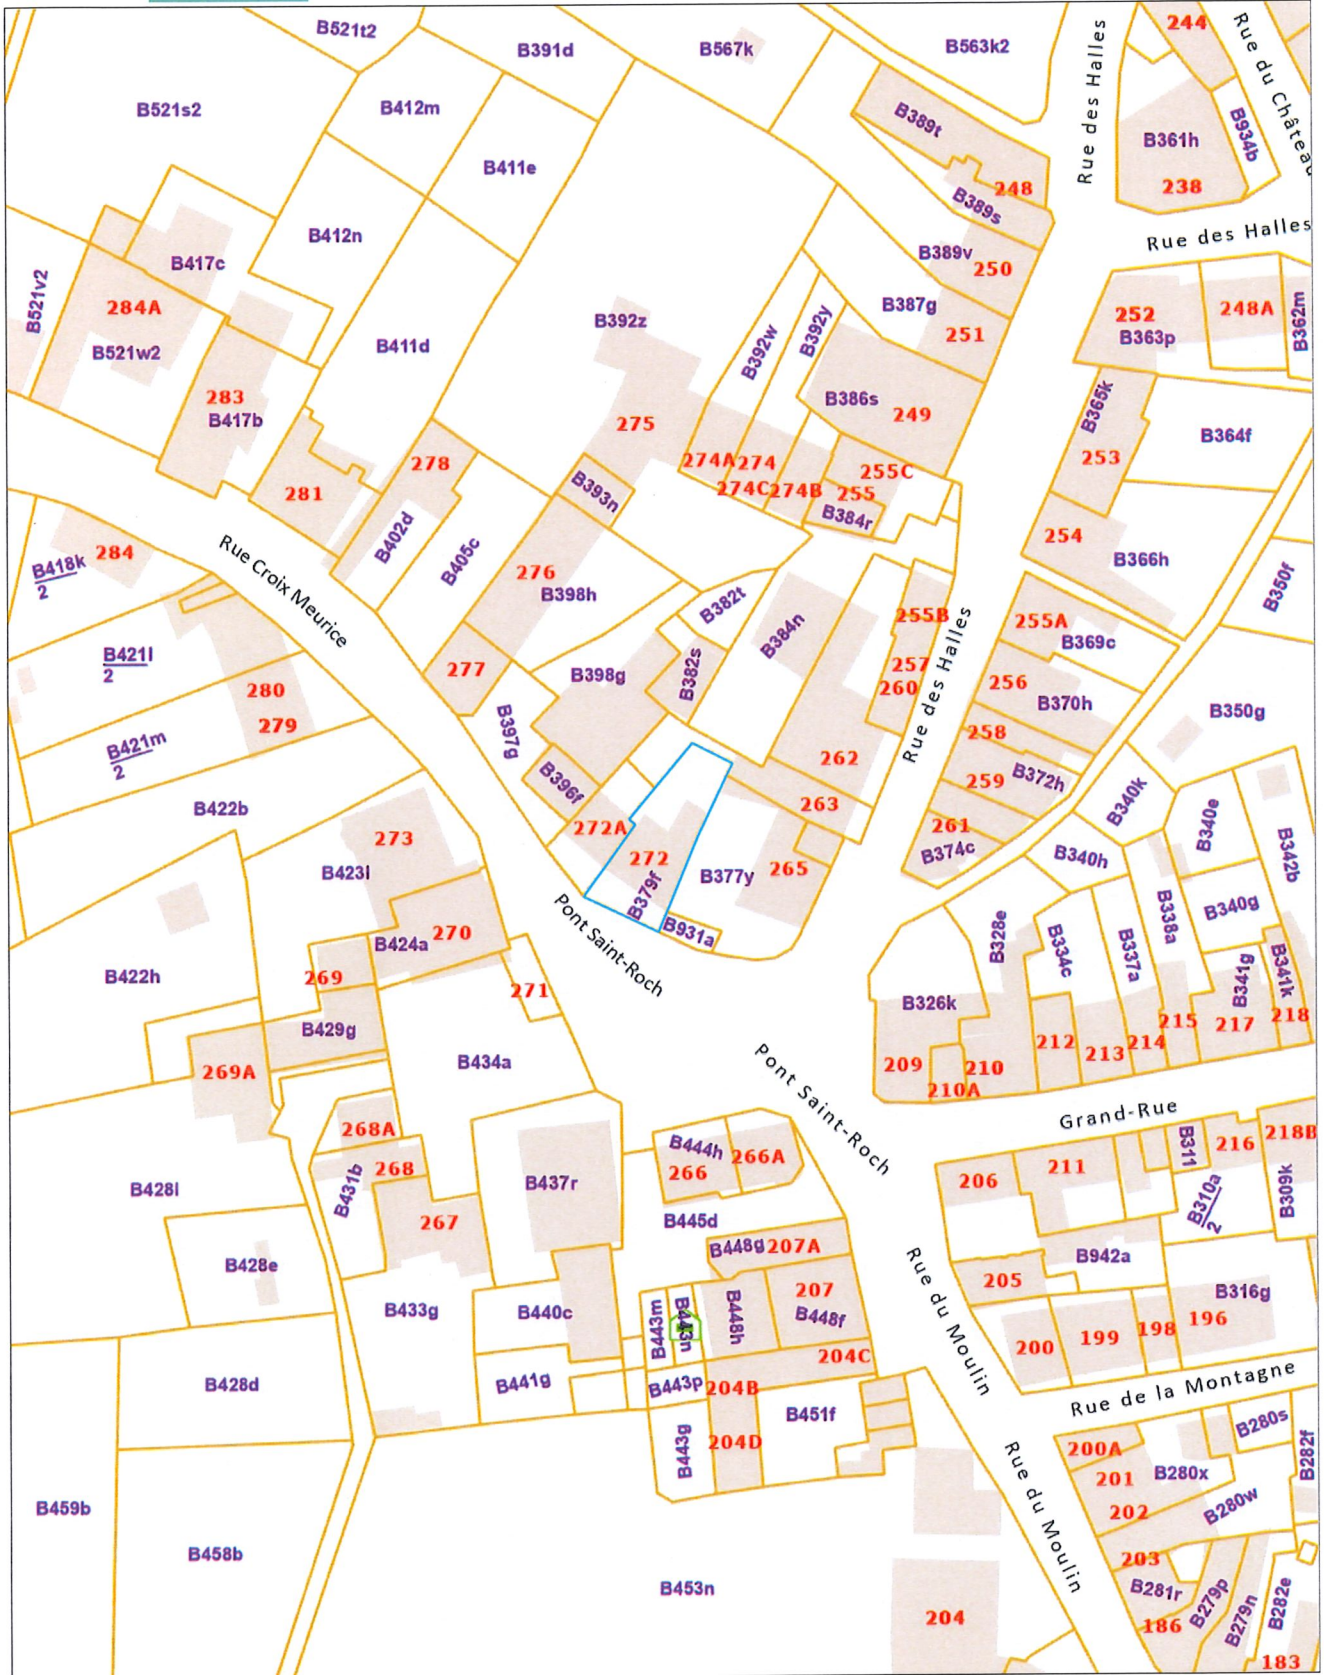 B521t2
B391d
B567k
B563k2
Rue des Halles
244
Rue du Château
B521s2
B412m
B411e
B389t
B361h
B934b
238
248
B389s
B412n
B417c
B389v
250
Rue des Halles
B521v2
284A
B521w2
B411d
B392z
B392w
B392y
B387g
251
252
B363p
248A
B362m
283
B417b
275
B386s
249
B365k
B364f
253
278
281
B393n
274A
274
274C
274B
255C
255
B384r
B402d
B405c
254
B366h
B350f
284
B418k
2
Rue Croix Meurice
276
B398h
B382t
B384n
255B
255A
B369c
B421l
2
277
B398g
B382s
257
260
Rue des Halles
256
B370h
B350g
280
279
B421m
2
B397g
258
B396f
262
259
B372h
B340k
B422b
263
272A
261
B374c
B340h
B340e
B342b
273
B423l
272
B379f
B377y
265
B931a
Pont Saint-Roch
B328e
B334c
B337a
B338a
B340g
B424a
270
B422h
269
271
B326k
B341g
B341k
B429g
215
217
218
269A
B434a
209
210A
210
212
213
214
Pont Saint-Roch
Grand-Rue
268A
268
B431b
B428l
267
B437r
B444h
266
266A
206
211
B311
216
218B
B310a
2
B309k
B445d
B448g
207A
B942a
B428e
205
B433g
B440c
B443m
B443n
B448h
207
B448f
Rue du Moulin
B316g
200
199
198
196
204C
B428d
B441g
B443p
204B
B451f
Rue de la Montagne
B443g
204D
200A
B280s
B282f
201
B280x
202
B280w
Rue du Moulin
B459b
B458b
B453n
203
B281r
B279p
B279n
B282e
204
186
183